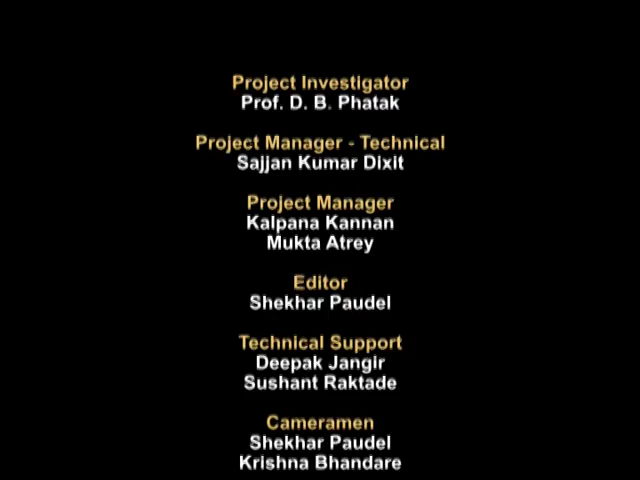 Project Investigator
Prof. D. B. Phatak
Project Manager - Technical
Sajjan Kumar Dixit
Project Manager
Kalpana Kannan
Mukta Atrey
Editor
Shekhar Paudel
Technical Support
Deepak Jangir
Sushant Raktade
Cameramen
Shekhar Paudel
Krishna Bhandare